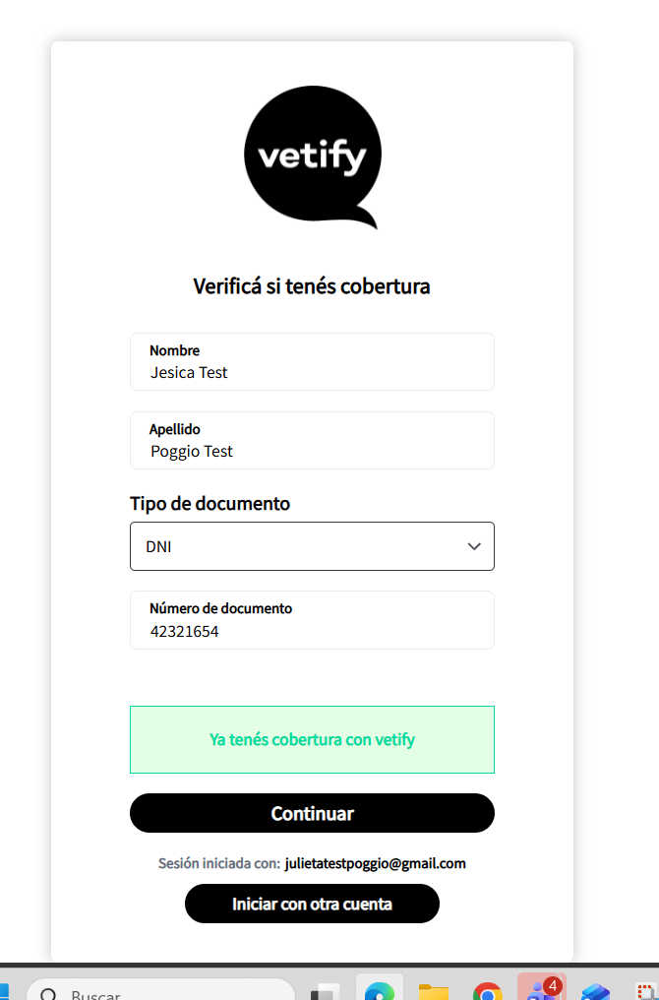 vetify
Verificá si tenés cobertura
Nombre
Jesica Test
Apellido
Poggio Test
Tipo de documento
DNI
Número de documento
42321654
Ya tenés cobertura con vetify
Continuar
Sesión iniciada con: julietatestpoggio@gmail.com
Iniciar con otra cuenta
Buscar
4